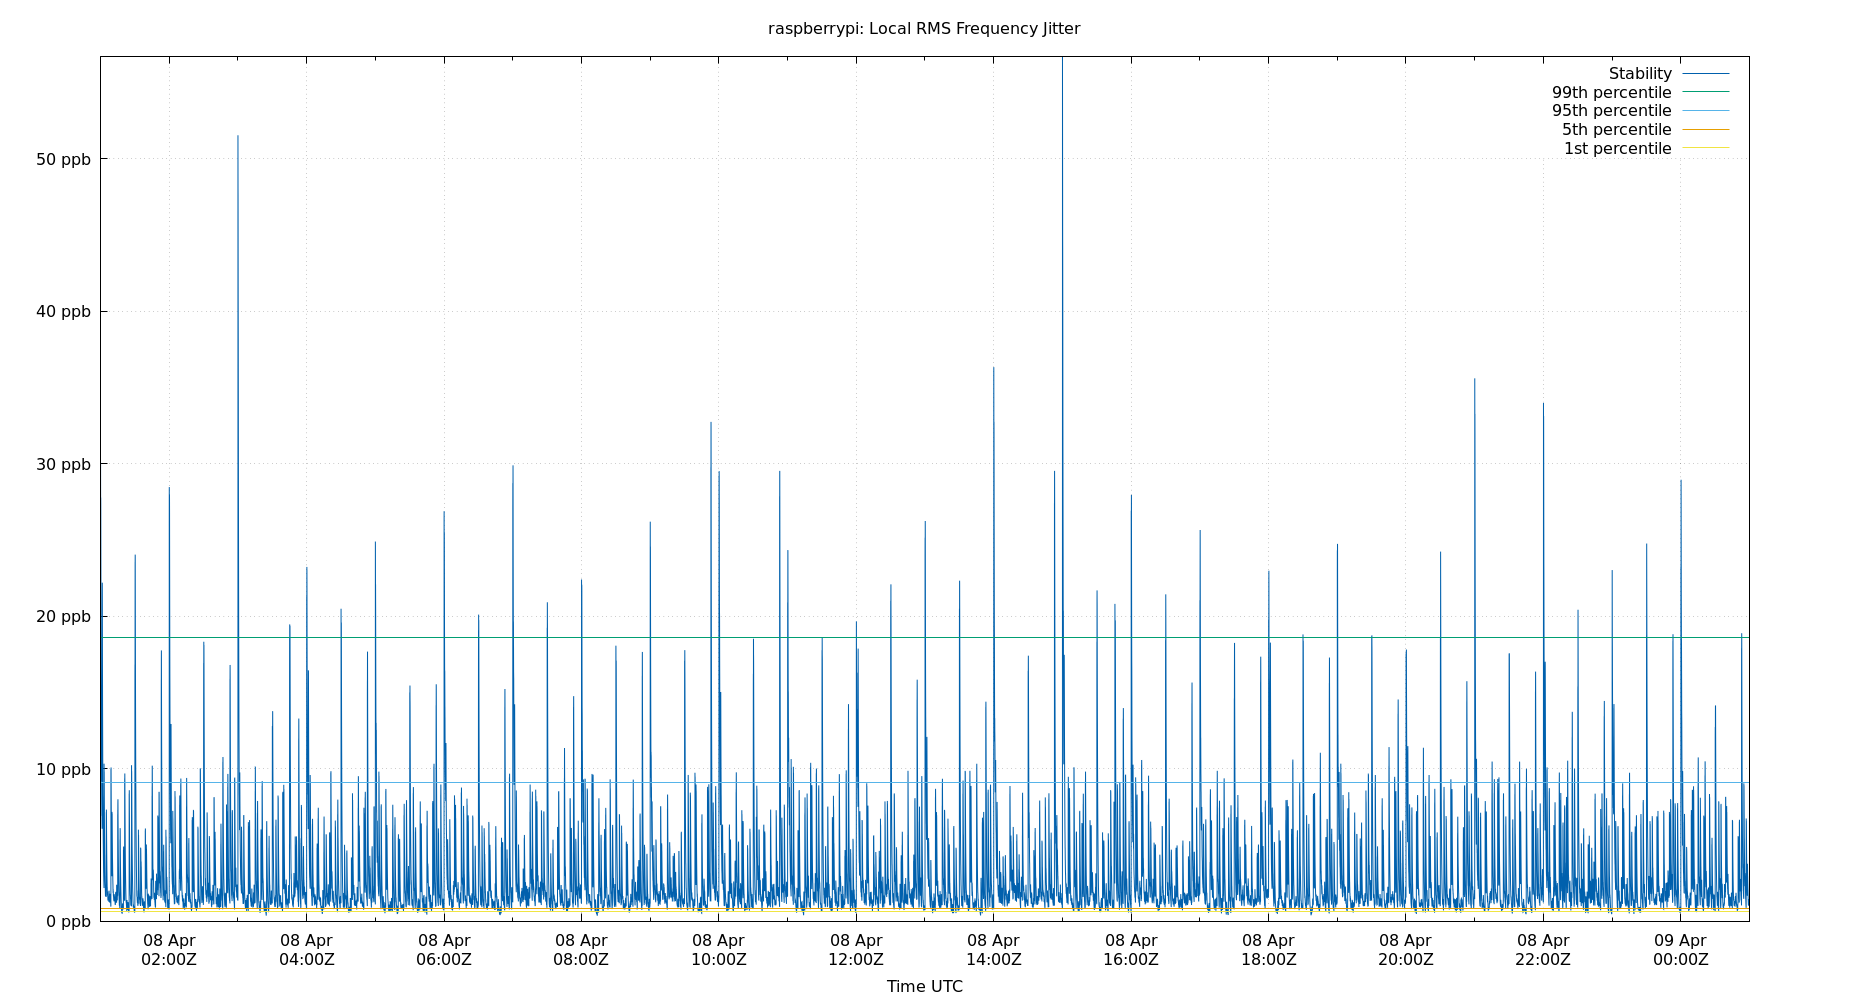 raspberrypi: Local RMS Frequency Jitter
Stability
99th percentile
95th percentile
5th percentile
1st percentile
50 ppb
40 ppb
30 ppb
20 ppb
10 ppb
0 ppb
08 Apr 08 Apr 08 Apr 08 Apr 08 Apr 08 Apr 08 Apr 08 Apr 08 Apr 08 Apr 08 Apr 09 Apr
02:00Z 04:00Z 06:00Z 08:00Z 10:00Z 12:00Z 14:00Z 16:00Z 18:00Z 20:00Z 22:00Z 00:00Z
Time UTC